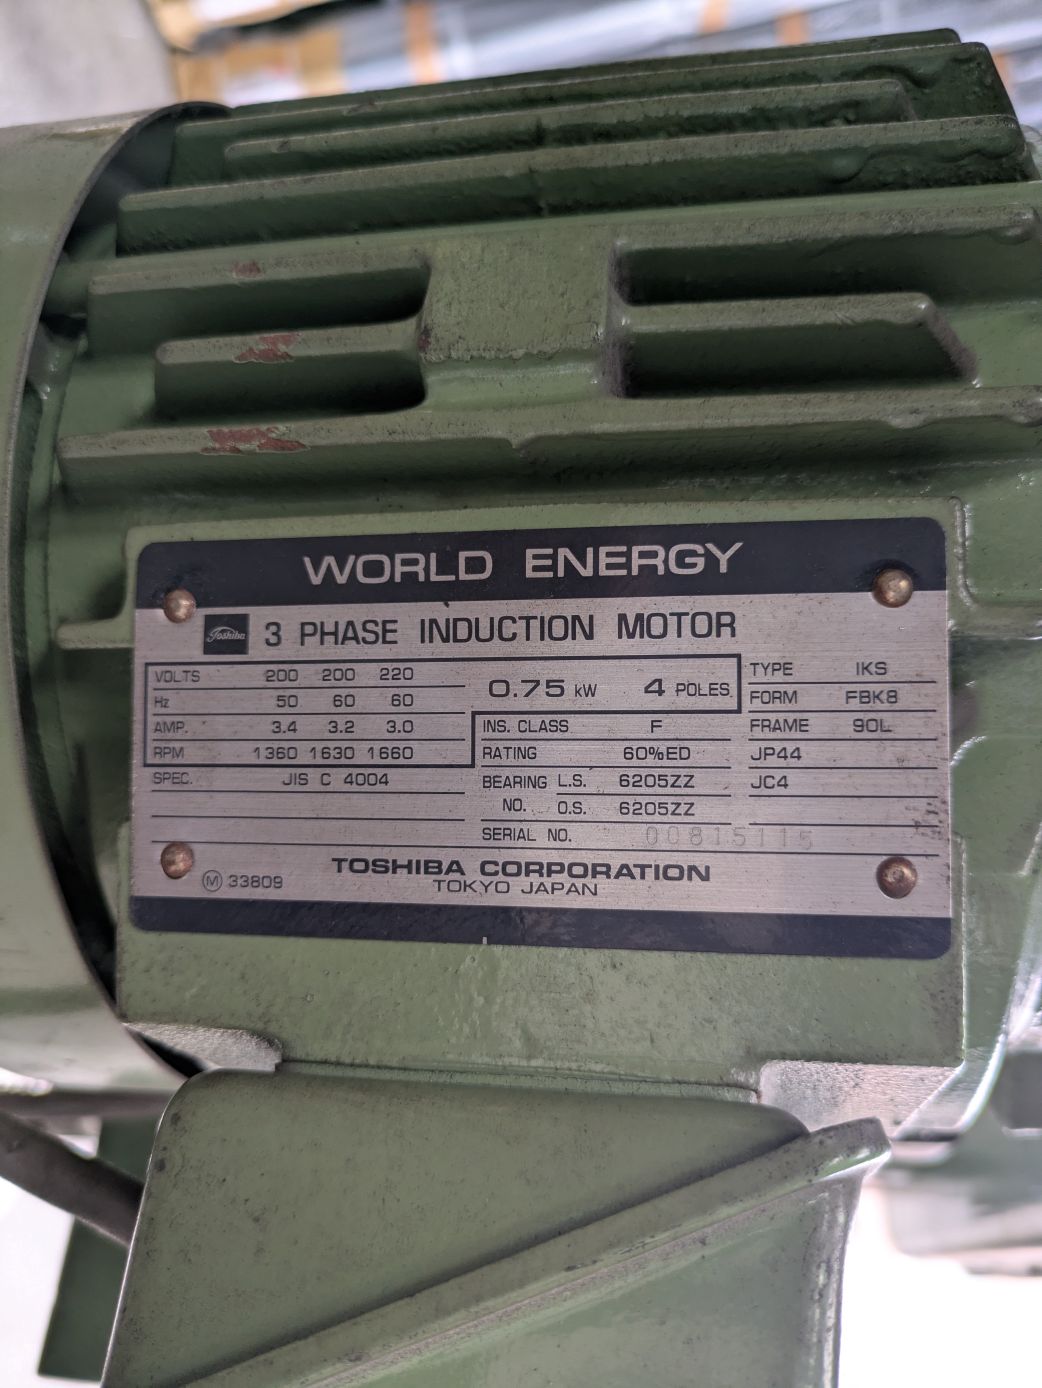 WORLD ENERGY
Toshiba 3 PHASE INDUCTION MOTOR
VOLTS 200 200 220
Hz 50 60 60
AMP. 3.4 3.2 3.0
RPM 1360 1630 1660
SPEC. JIS C 4004
0.75 kW 4 POLES
INS. CLASS F
RATING 60%ED
BEARING L.S. 6205ZZ
NO. O.S. 6205ZZ
SERIAL NO. 00815115
TYPE IKS
FORM FBK8
FRAME 90L
JP44
JC4
TOSHIBA CORPORATION
TOKYO JAPAN
M 33809